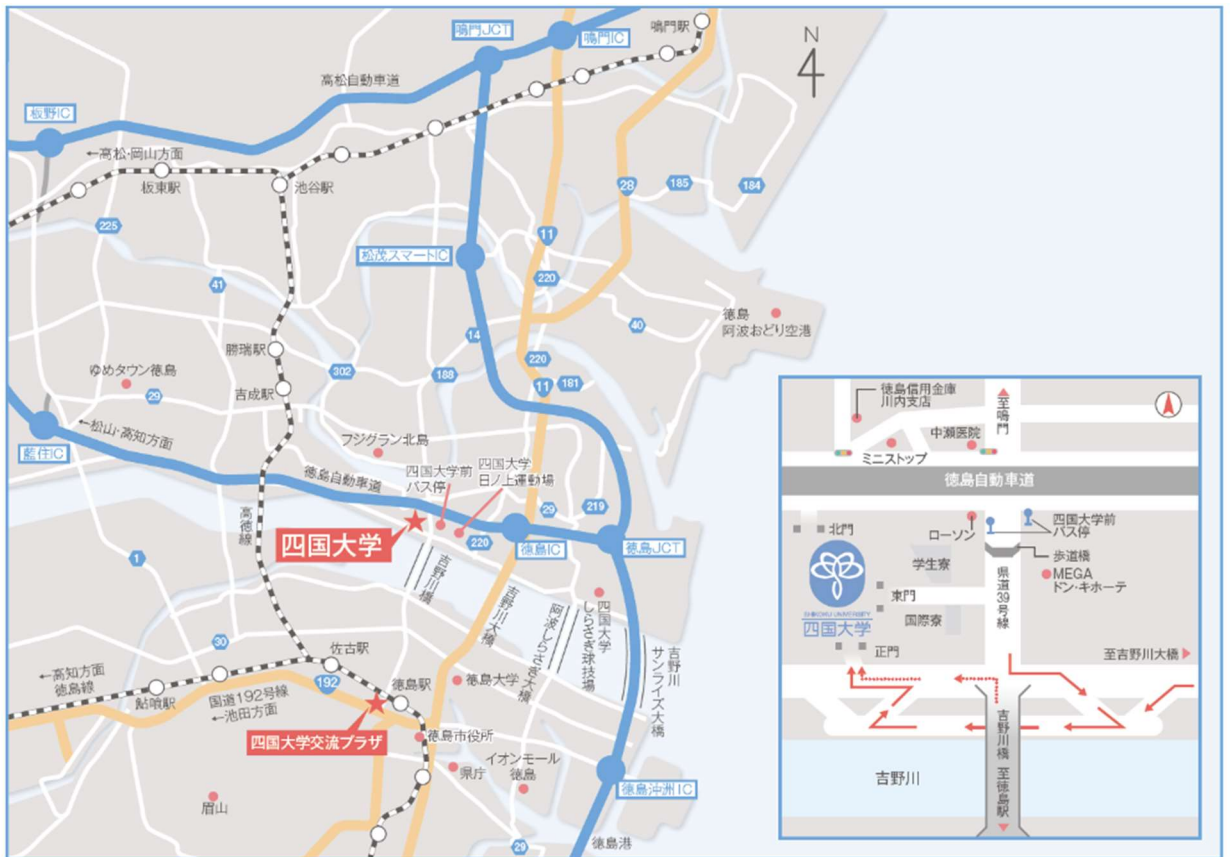 鳴門JCT
鳴門IC
鳴門駅
N
高松自動車道
板野IC
←高松・岡山方面
板東駅
池谷駅
28
185
184
225
11
松茂スマートIC
220
41
徳島
阿波おどり空港
14
40
勝瑞駅
302
188
220
ゆめタウン徳島
11
181
29
吉成駅
←松山・高知方面
藍住IC
フジグラン北島
四国大学前
バス停
四国大学
日ノ上運動場
徳島自動車道
高徳線
四国大学
220
29
219
徳島IC
徳島JCT
1
吉野川橋
吉野川大橋
阿波しらさぎ大橋
四国大学
しらさぎ球技場
吉野川
サンライズ大橋
30
佐古駅
←高知方面
徳島線
鮎喰駅
国道192号線
←池田方面
192
徳島駅
徳島大学
四国大学交流プラザ
徳島市役所
県庁
イオンモール
徳島
徳島沖洲IC
眉山
29
徳島港
徳島信用金庫
川内支店
至鳴門
中瀬医院
ミニストップ
徳島自動車道
北門
ローソン
四国大学前
バス停
歩道橋
学生寮
MEGA
ドン・キホーテ
東門
県道39号線
SHIKOKU UNIVERSITY
四国大学
国際寮
正門
至吉野川大橋
吉野川橋
至徳島駅
吉野川